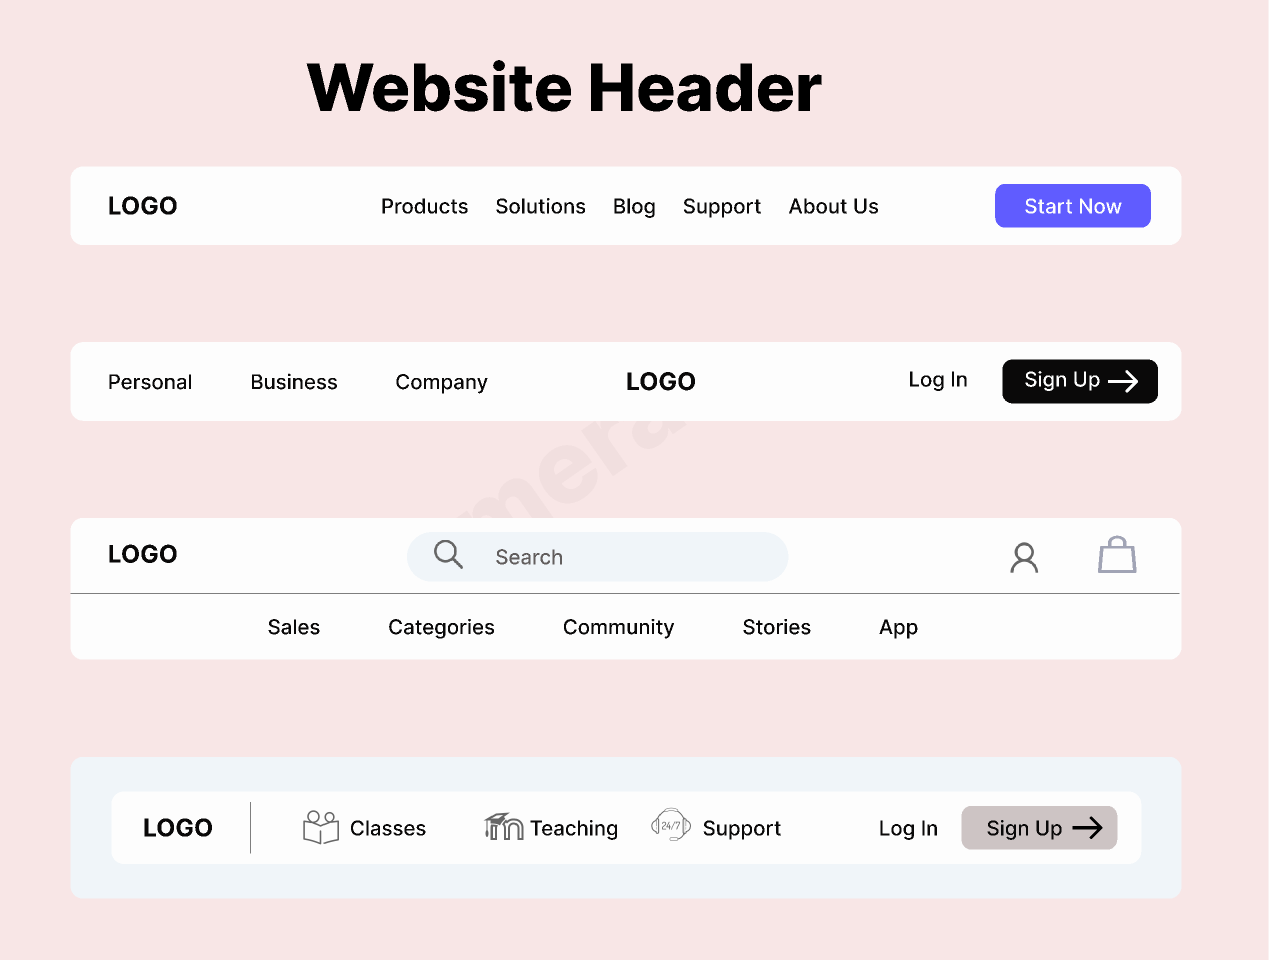 Website Header
LOGO Products Solutions Blog Support About Us Start Now
Personal Business Company LOGO Log In Sign Up
LOGO Search
Sales Categories Community Stories App
LOGO Classes Teaching 24/7 Support Log In Sign Up